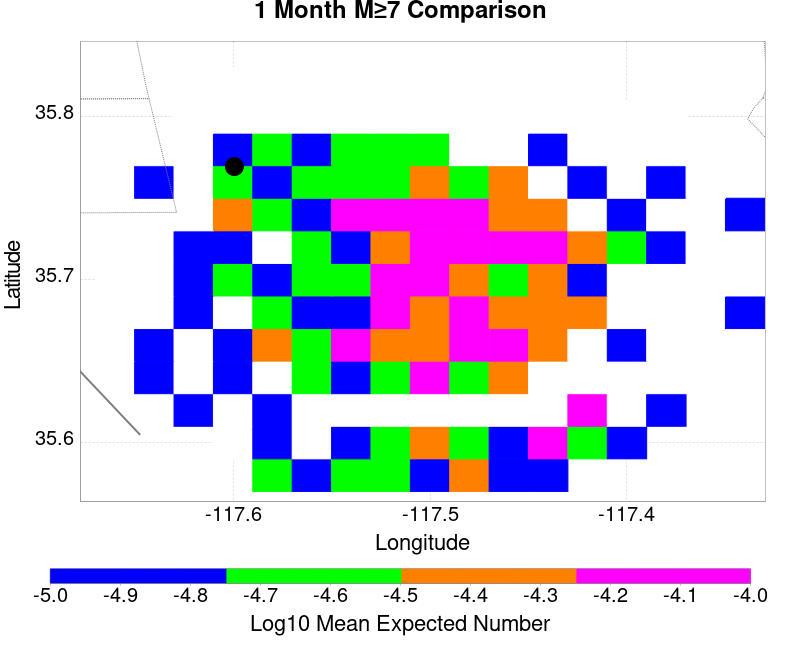 1 Month M≥7 Comparison
35.8
35.7
35.6
Latitude
-117.6 -117.5 -117.4
Longitude
-5.0 -4.9 -4.8 -4.7 -4.6 -4.5 -4.4 -4.3 -4.2 -4.1 -4.0
Log10 Mean Expected Number